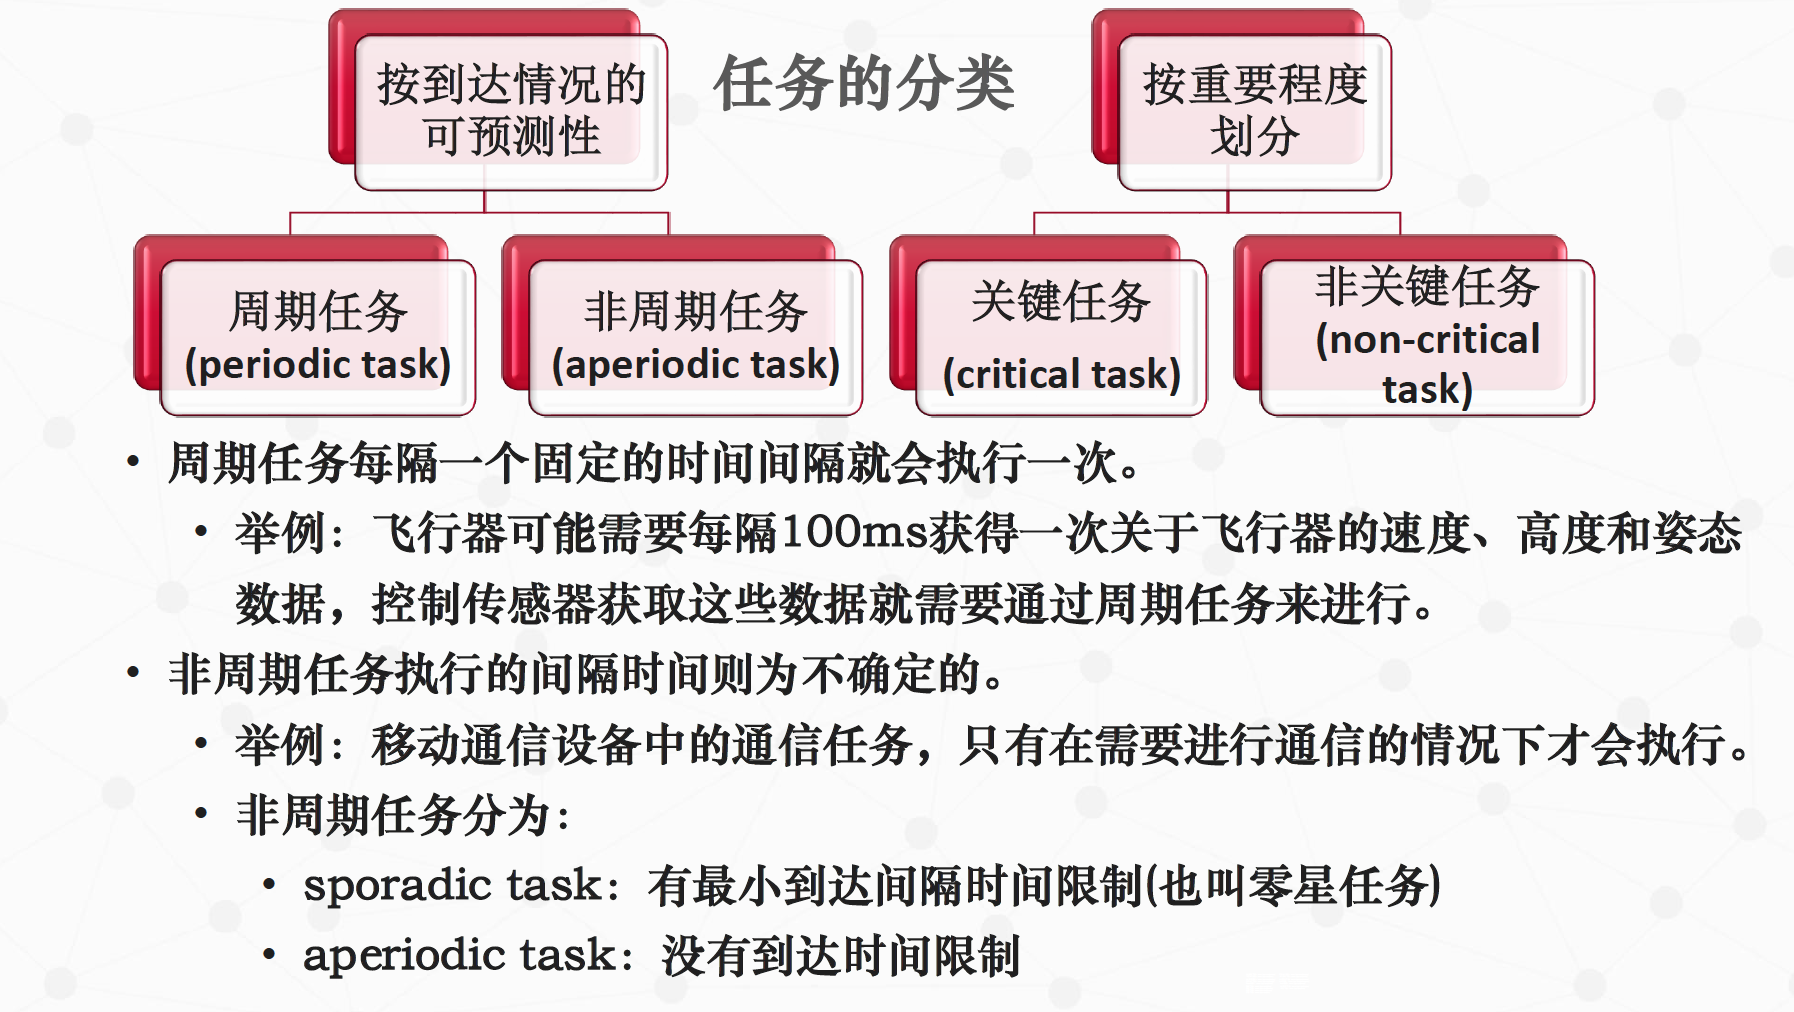 任务的分类
按到达情况的
可预测性
按重要程度
划分
周期任务
(periodic task)
非周期任务
(aperiodic task)
关键任务
(critical task)
非关键任务
(non-critical
task)
• 周期任务每隔一个固定的时间间隔就会执行一次。
• 举例：飞行器可能需要每隔100ms获得一次关于飞行器的速度、高度和姿态
数据，控制传感器获取这些数据就需要通过周期任务来进行。
• 非周期任务执行的间隔时间则为不确定的。
• 举例：移动通信设备中的通信任务，只有在需要进行通信的情况下才会执行。
• 非周期任务分为：
• sporadic task：有最小到达间隔时间限制(也叫零星任务)
• aperiodic task：没有到达时间限制